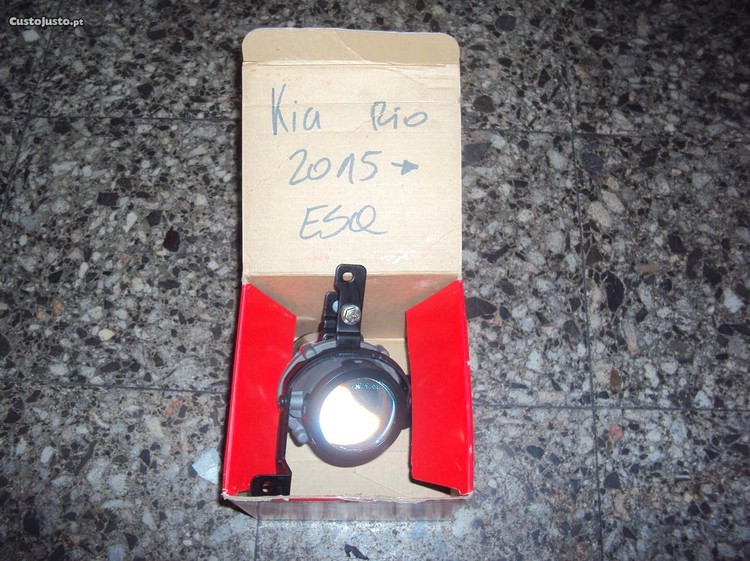 CustoJusto.pt
Kia Rio
2015→
ESQ